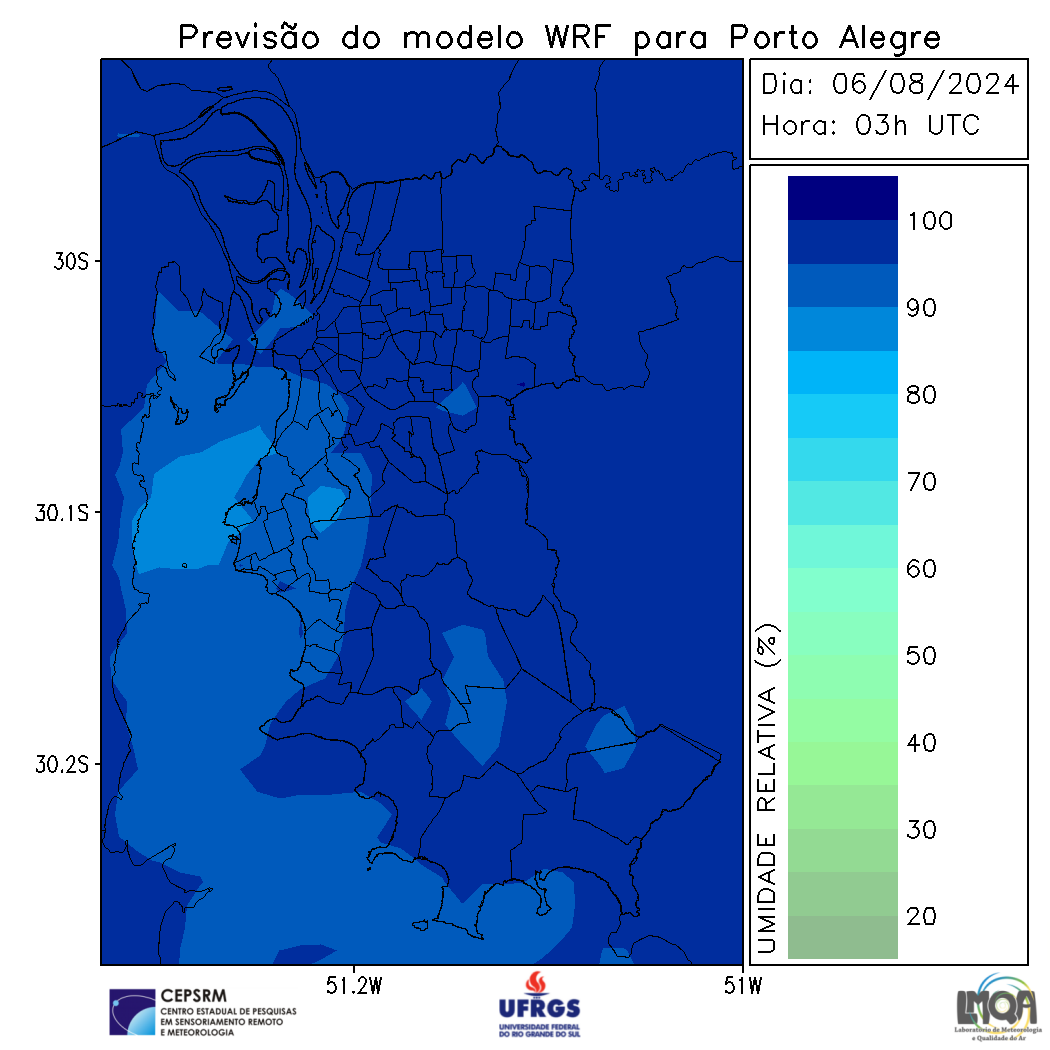 Previsão do modelo WRF para Porto Alegre
Dia: 06/08/2024
Hora: 03h UTC
30S
30.1S
30.2S
51.2W
51W
UMIDADE RELATIVA (%)
100
90
80
70
60
50
40
30
20
CEPSRM
CENTRO ESTADUAL DE PESQUISAS
EM SENSORIAMENTO REMOTO
E METEOROLOGIA
UFRGS
UNIVERSIDADE FEDERAL
DO RIO GRANDE DO SUL
LMQA
Laboratório de Meteorologia
e Qualidade do Ar